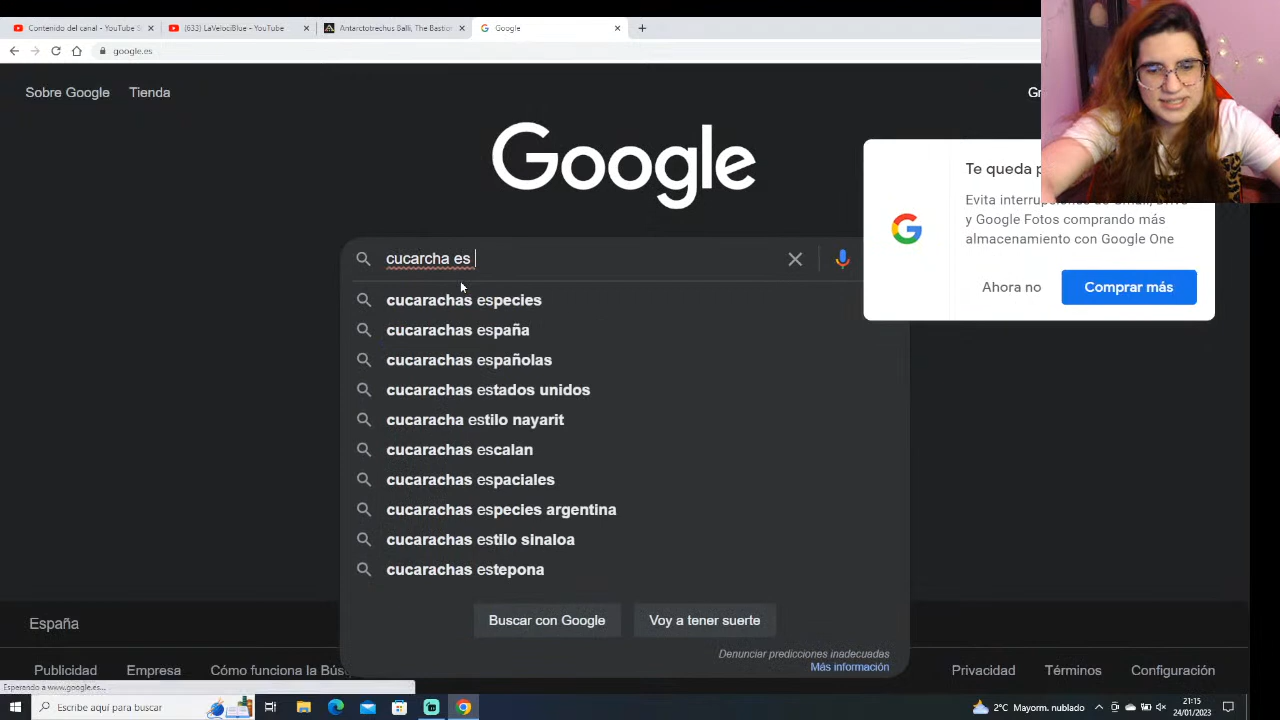 Contenido del canal - YouTube S
(633) LaVelociBlue - YouTube
Antarctotrechus Balli, The Bastion
Google
google.es
Sobre Google Tienda
Google
Te queda
Evita
y Google Fotos comprando más
almacenamiento con Google One
Ahora no Comprar más
cucarcha es
cucarachas especies
cucarachas españa
cucarachas españolas
cucarachas estados unidos
cucaracha estilo nayarit
cucarachas escalan
cucarachas espaciales
cucarachas especies argentina
cucarachas estilo sinaloa
cucarachas estepona
Buscar con Google Voy a tener suerte
Denunciar predicciones inadecuadas
Más información
España
Publicidad Empresa Cómo funciona la Bús Privacidad Términos Configuración
Esperando a www.google.es...
Escribe aquí para buscar
2°C Mayorm. nublado
21:15
24/01/2023